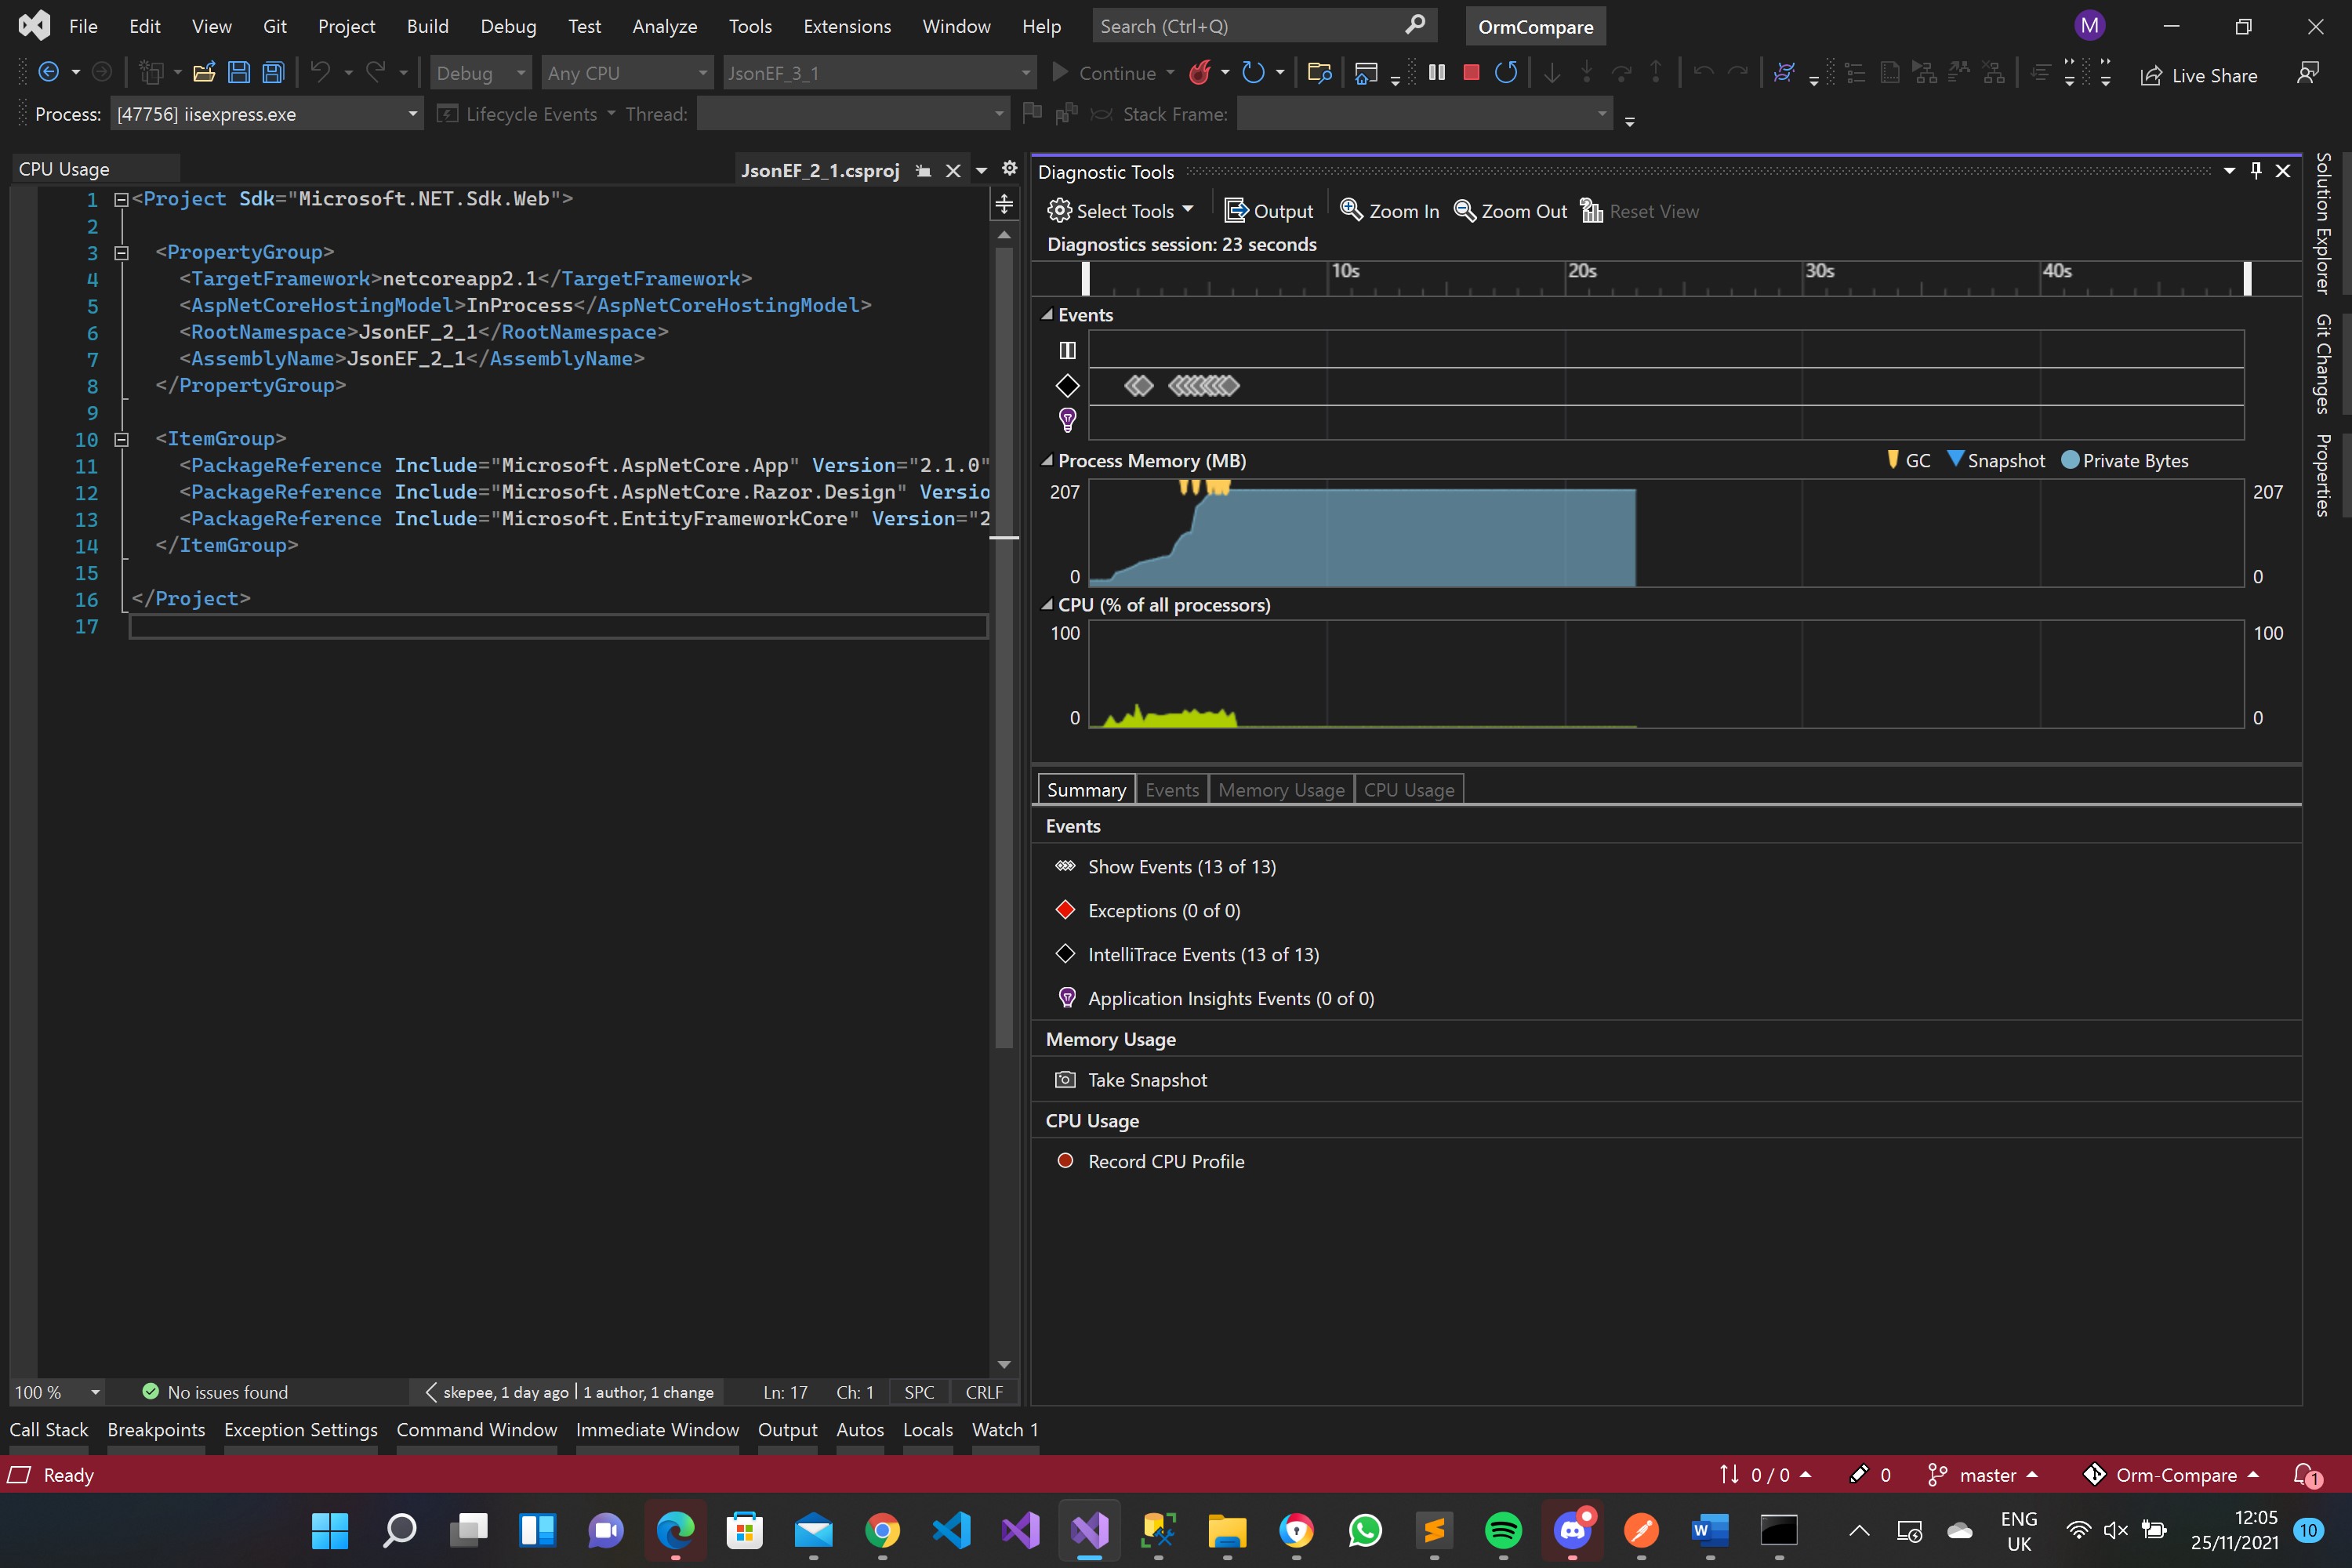 File Edit View Git Project Build Debug Test Analyze Tools Extensions Window Help Search (Ctrl+Q) OrmCompare M
Debug Any CPU JsonEF_3_1 Continue Live Share
Process: [47756] iisexpress.exe Lifecycle Events Thread: Stack Frame:
CPU Usage JsonEF_2_1.csproj
1 <Project Sdk="Microsoft.NET.Sdk.Web">
2
3 <PropertyGroup>
4 <TargetFramework>netcoreapp2.1</TargetFramework>
5 <AspNetCoreHostingModel>InProcess</AspNetCoreHostingModel>
6 <RootNamespace>JsonEF_2_1</RootNamespace>
7 <AssemblyName>JsonEF_2_1</AssemblyName>
8 </PropertyGroup>
9
10 <ItemGroup>
11 <PackageReference Include="Microsoft.AspNetCore.App" Version="2.1.0"
12 <PackageReference Include="Microsoft.AspNetCore.Razor.Design" Versio
13 <PackageReference Include="Microsoft.EntityFrameworkCore" Version="2
14 </ItemGroup>
15
16 </Project>
17
100 % No issues found skepee, 1 day ago | 1 author, 1 change Ln: 17 Ch: 1 SPC CRLF
Diagnostic Tools
Select Tools Output Zoom In Zoom Out Reset View
Diagnostics session: 23 seconds
10s 20s 30s 40s
Events
Process Memory (MB) GC Snapshot Private Bytes
207 207
0 0
CPU (% of all processors)
100 100
0 0
Summary Events Memory Usage CPU Usage
Events
Show Events (13 of 13)
Exceptions (0 of 0)
IntelliTrace Events (13 of 13)
Application Insights Events (0 of 0)
Memory Usage
Take Snapshot
CPU Usage
Record CPU Profile
Solution Explorer
Git Changes
Properties
Call Stack Breakpoints Exception Settings Command Window Immediate Window Output Autos Locals Watch 1
Ready 0 / 0 0 master Orm-Compare 1
ENG
UK
12:05
25/11/2021
10